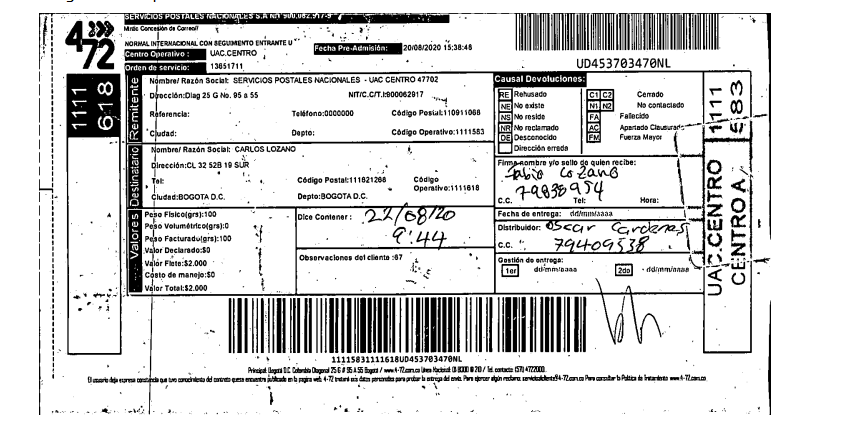 SERVICIOS POSTALES NACIONALES S.A NIT 900.062.917-9
Mintic Concesión de Correo//
4-72
NORMAL INTERNACIONAL CON SEGUIMIENTO ENTRANTE U
Centro Operativo : UAC.CENTRO
Fecha Pre-Admisión: 20/08/2020 15:38:46
Orden de servicio: 13651711
UD453703470NL
1111
618
Remitente
Nombre/ Razón Social: SERVICIOS POSTALES NACIONALES - UAC CENTRO 47702
Dirección:Diag 25 G No. 95 a 55
NIT/C.C/T.I:900062917
Referencia:
Teléfono:0000000
Código Postal:110911068
Ciudad:
Depto:
Código Operativo:1111583
Destinatario
Nombre/ Razón Social: CARLOS LOZANO
Dirección:CL 32 52B 19 SUR
Tel:
Código Postal:111621268
Código Operativo:1111618
Ciudad:BOGOTA D.C.
Depto:BOGOTA D.C.
Valores
Peso Físico(grs):100
Peso Volumétrico(grs):0
Peso Facturado(grs):100
Valor Declarado:$0
Valor Flete:$2.000
Costo de manejo:$0
Valor Total:$2.000
Dice Contener :
22/08/20
9:44
Observaciones del cliente :67
Causal Devoluciones:
RE Rehusado
NE No existe
NS No reside
NR No reclamado
DE Desconocido
Dirección errada
C1 C2 Cerrado
N1 N2 No contactado
FA Fallecido
AC Apartado Clausurado
FM Fuerza Mayor
Firma nombre y/o sello de quien recibe:
Fabio Lozano
79838954
C.C. Tel: Hora:
Fecha de entrega: dd/mm/aaaa
Distribuidor: Oscar Cardenas
C.C. 79409538
Gestión de entrega:
1er dd/mm/aaaa
2do dd/mm/aaaa
1111
583
UAC.CENTRO
CENTRO A
11115831111618UD453703470NL
Principal: Bogotá D.C. Colombia Diagonal 25 G # 95 A 55 Bogotá / www.4-72.com.co Línea Nacional: 01 8000 111 210 / Tel. contacto: (571) 4722000.
El usuario deja expresa constancia que tuvo conocimiento del contrato que se encuentra publicado en la pagina web. 4-72 tratará sus datos personales para probar la entrega del envio. Para ejercer algún reclamo: servicioalcliente@4-72.com.co Para consultar la Política de Tratamiento: www.4-72.com.co